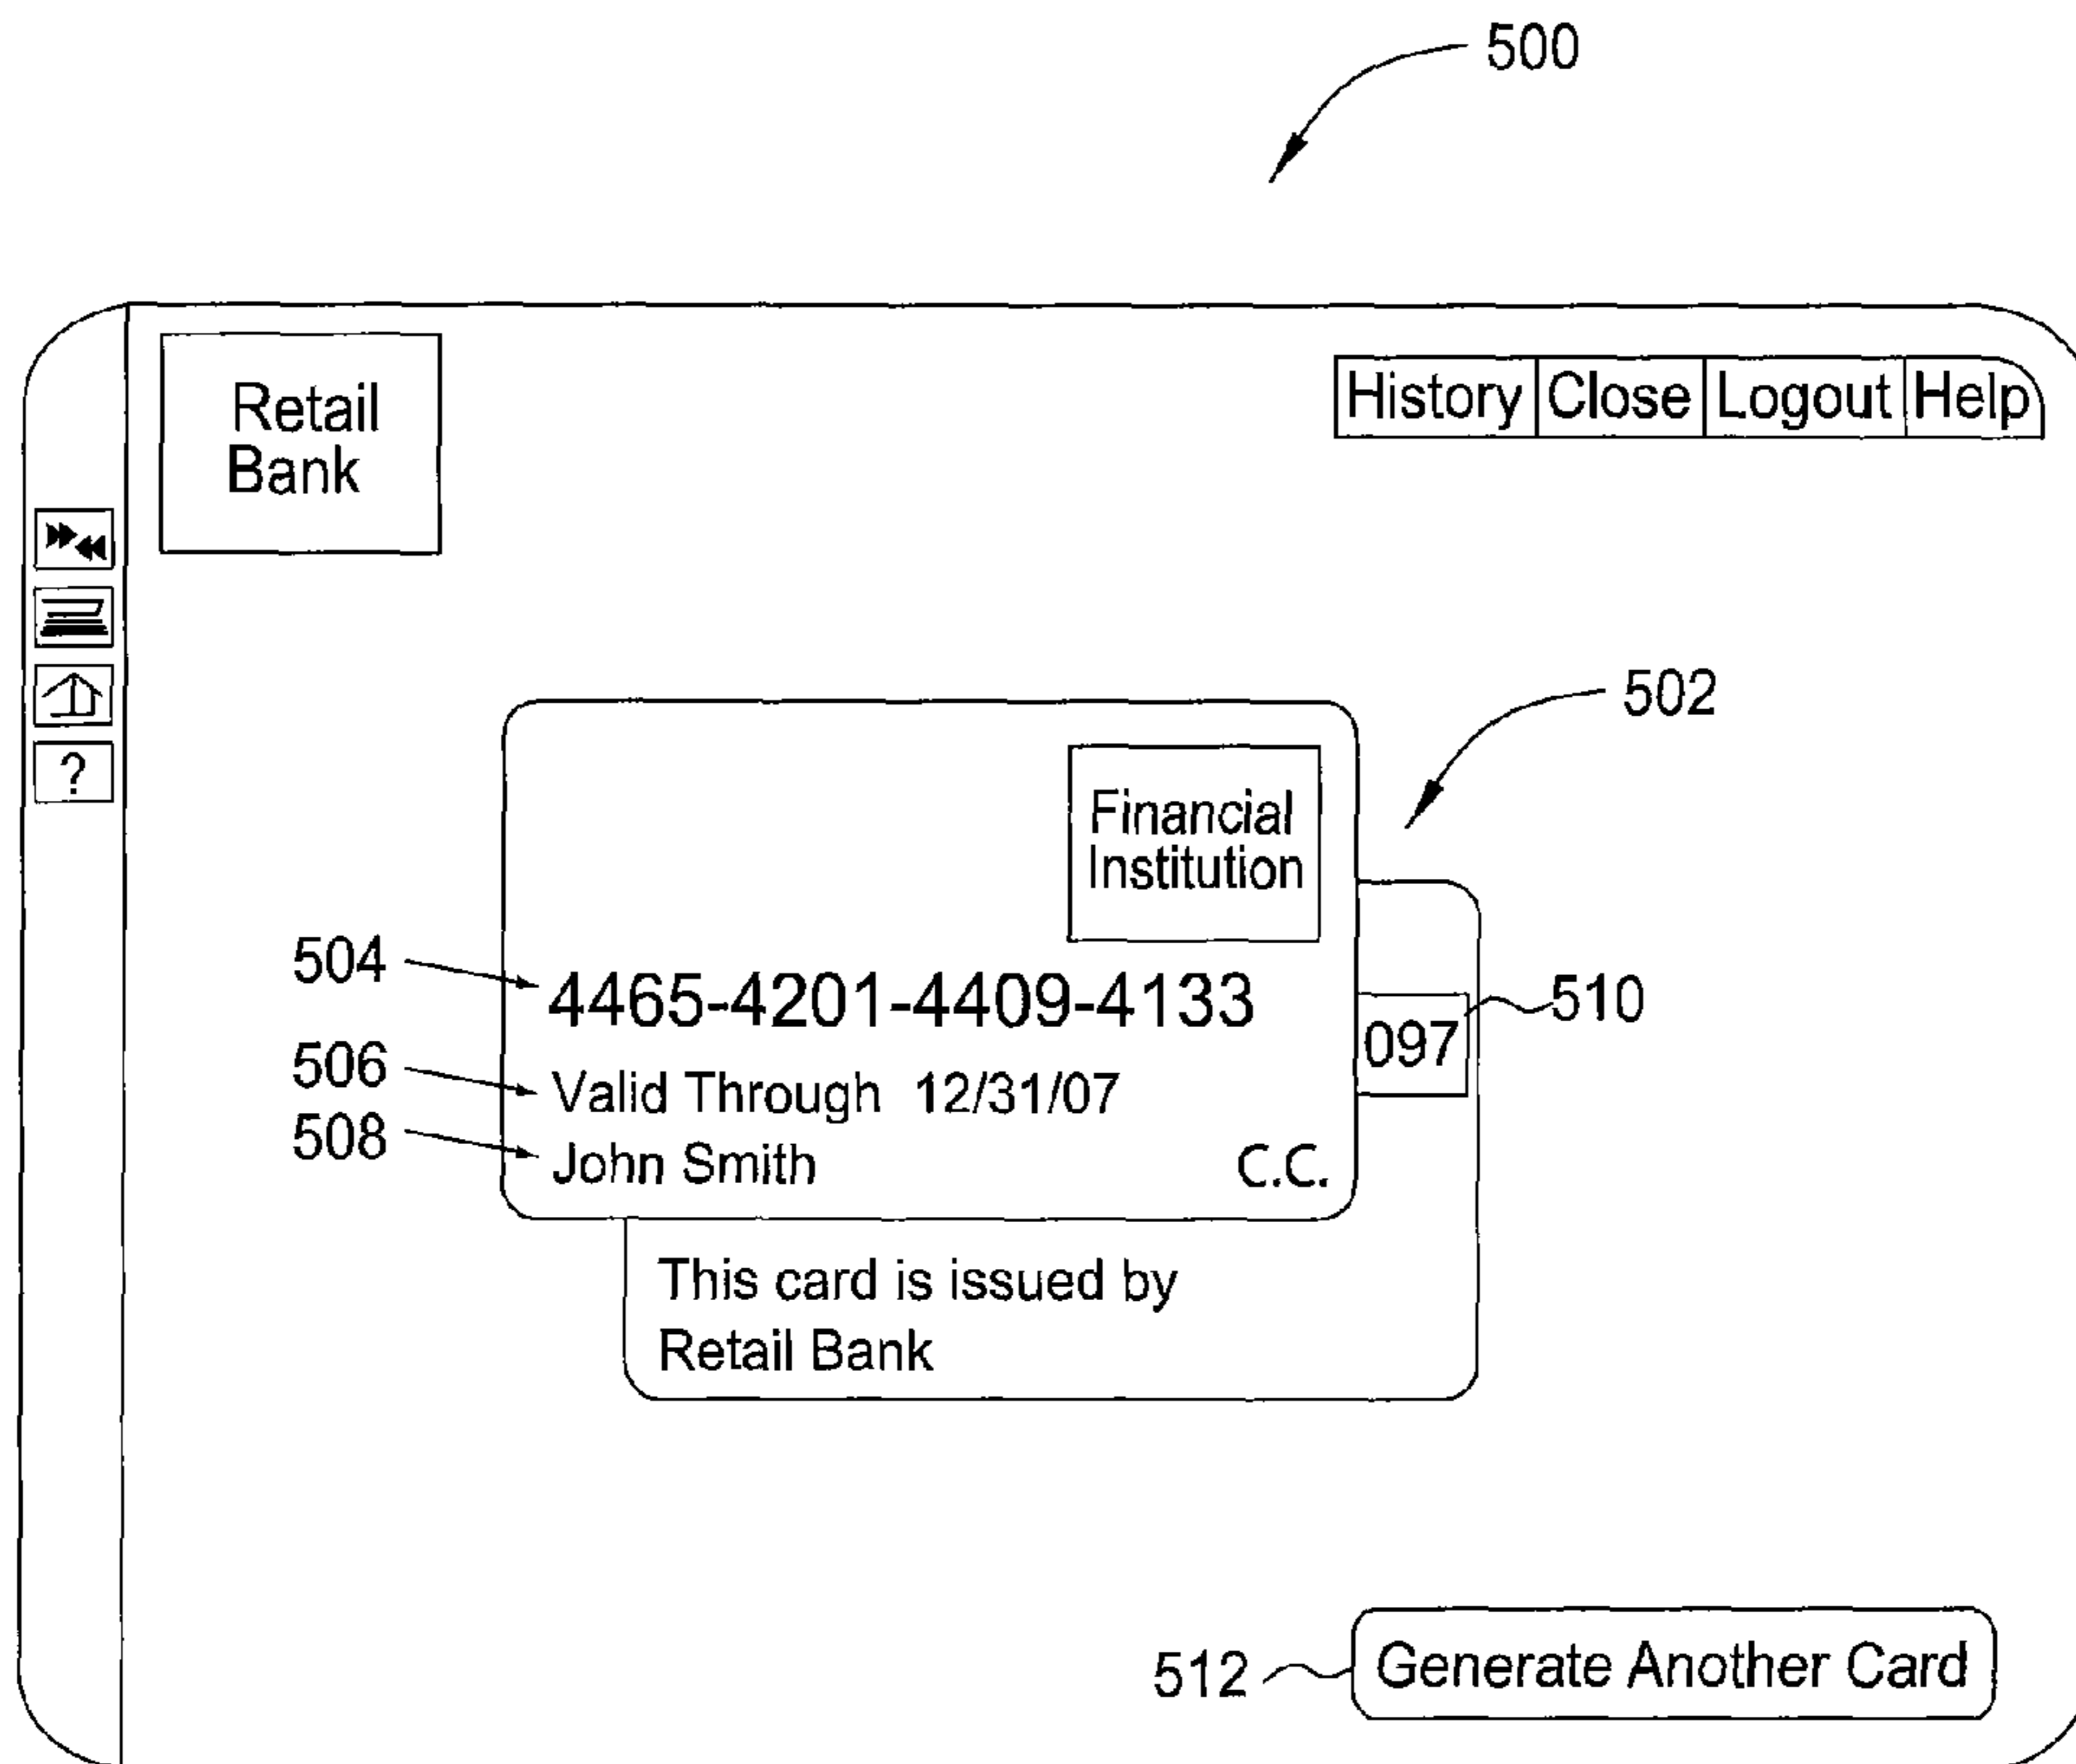 500
Retail
Bank
History Close Logout Help
?
502
Financial
Institution
504
4465-4201-4409-4133
510
097
506
Valid Through 12/31/07
508
John Smith
C.C.
This card is issued by
Retail Bank
512
Generate Another Card